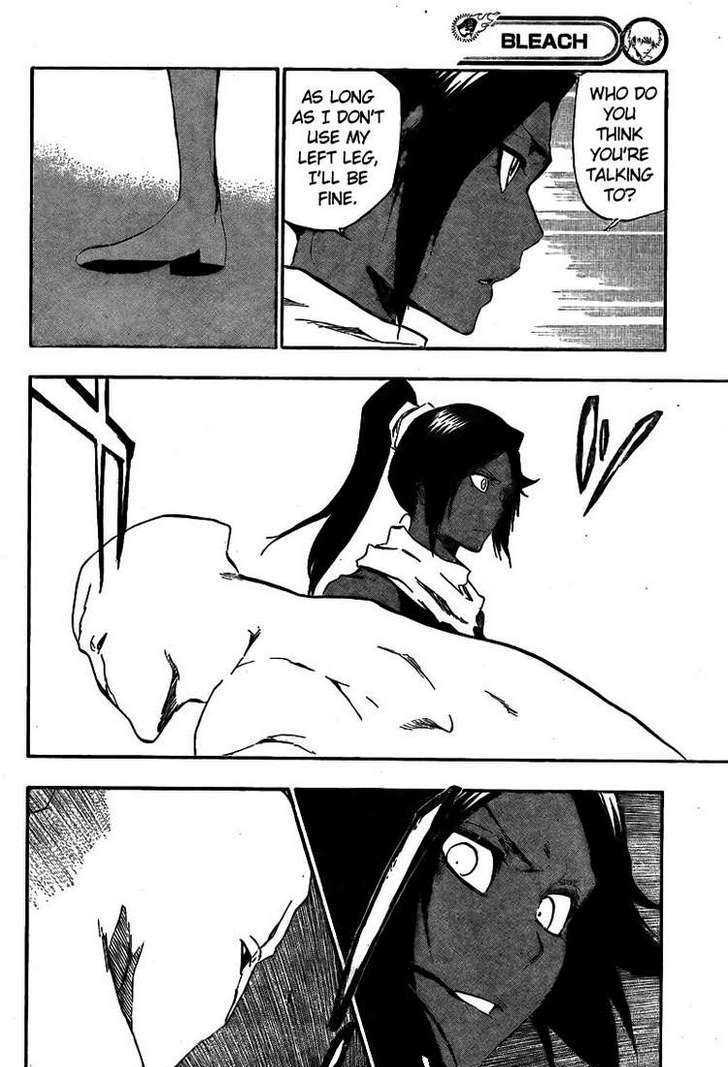 BLEACH
WHO DO
YOU
THINK
YOU'RE
TALKING
TO?
AS LONG
AS I DON'T
USE MY
LEFT LEG,
I'LL BE
FINE.